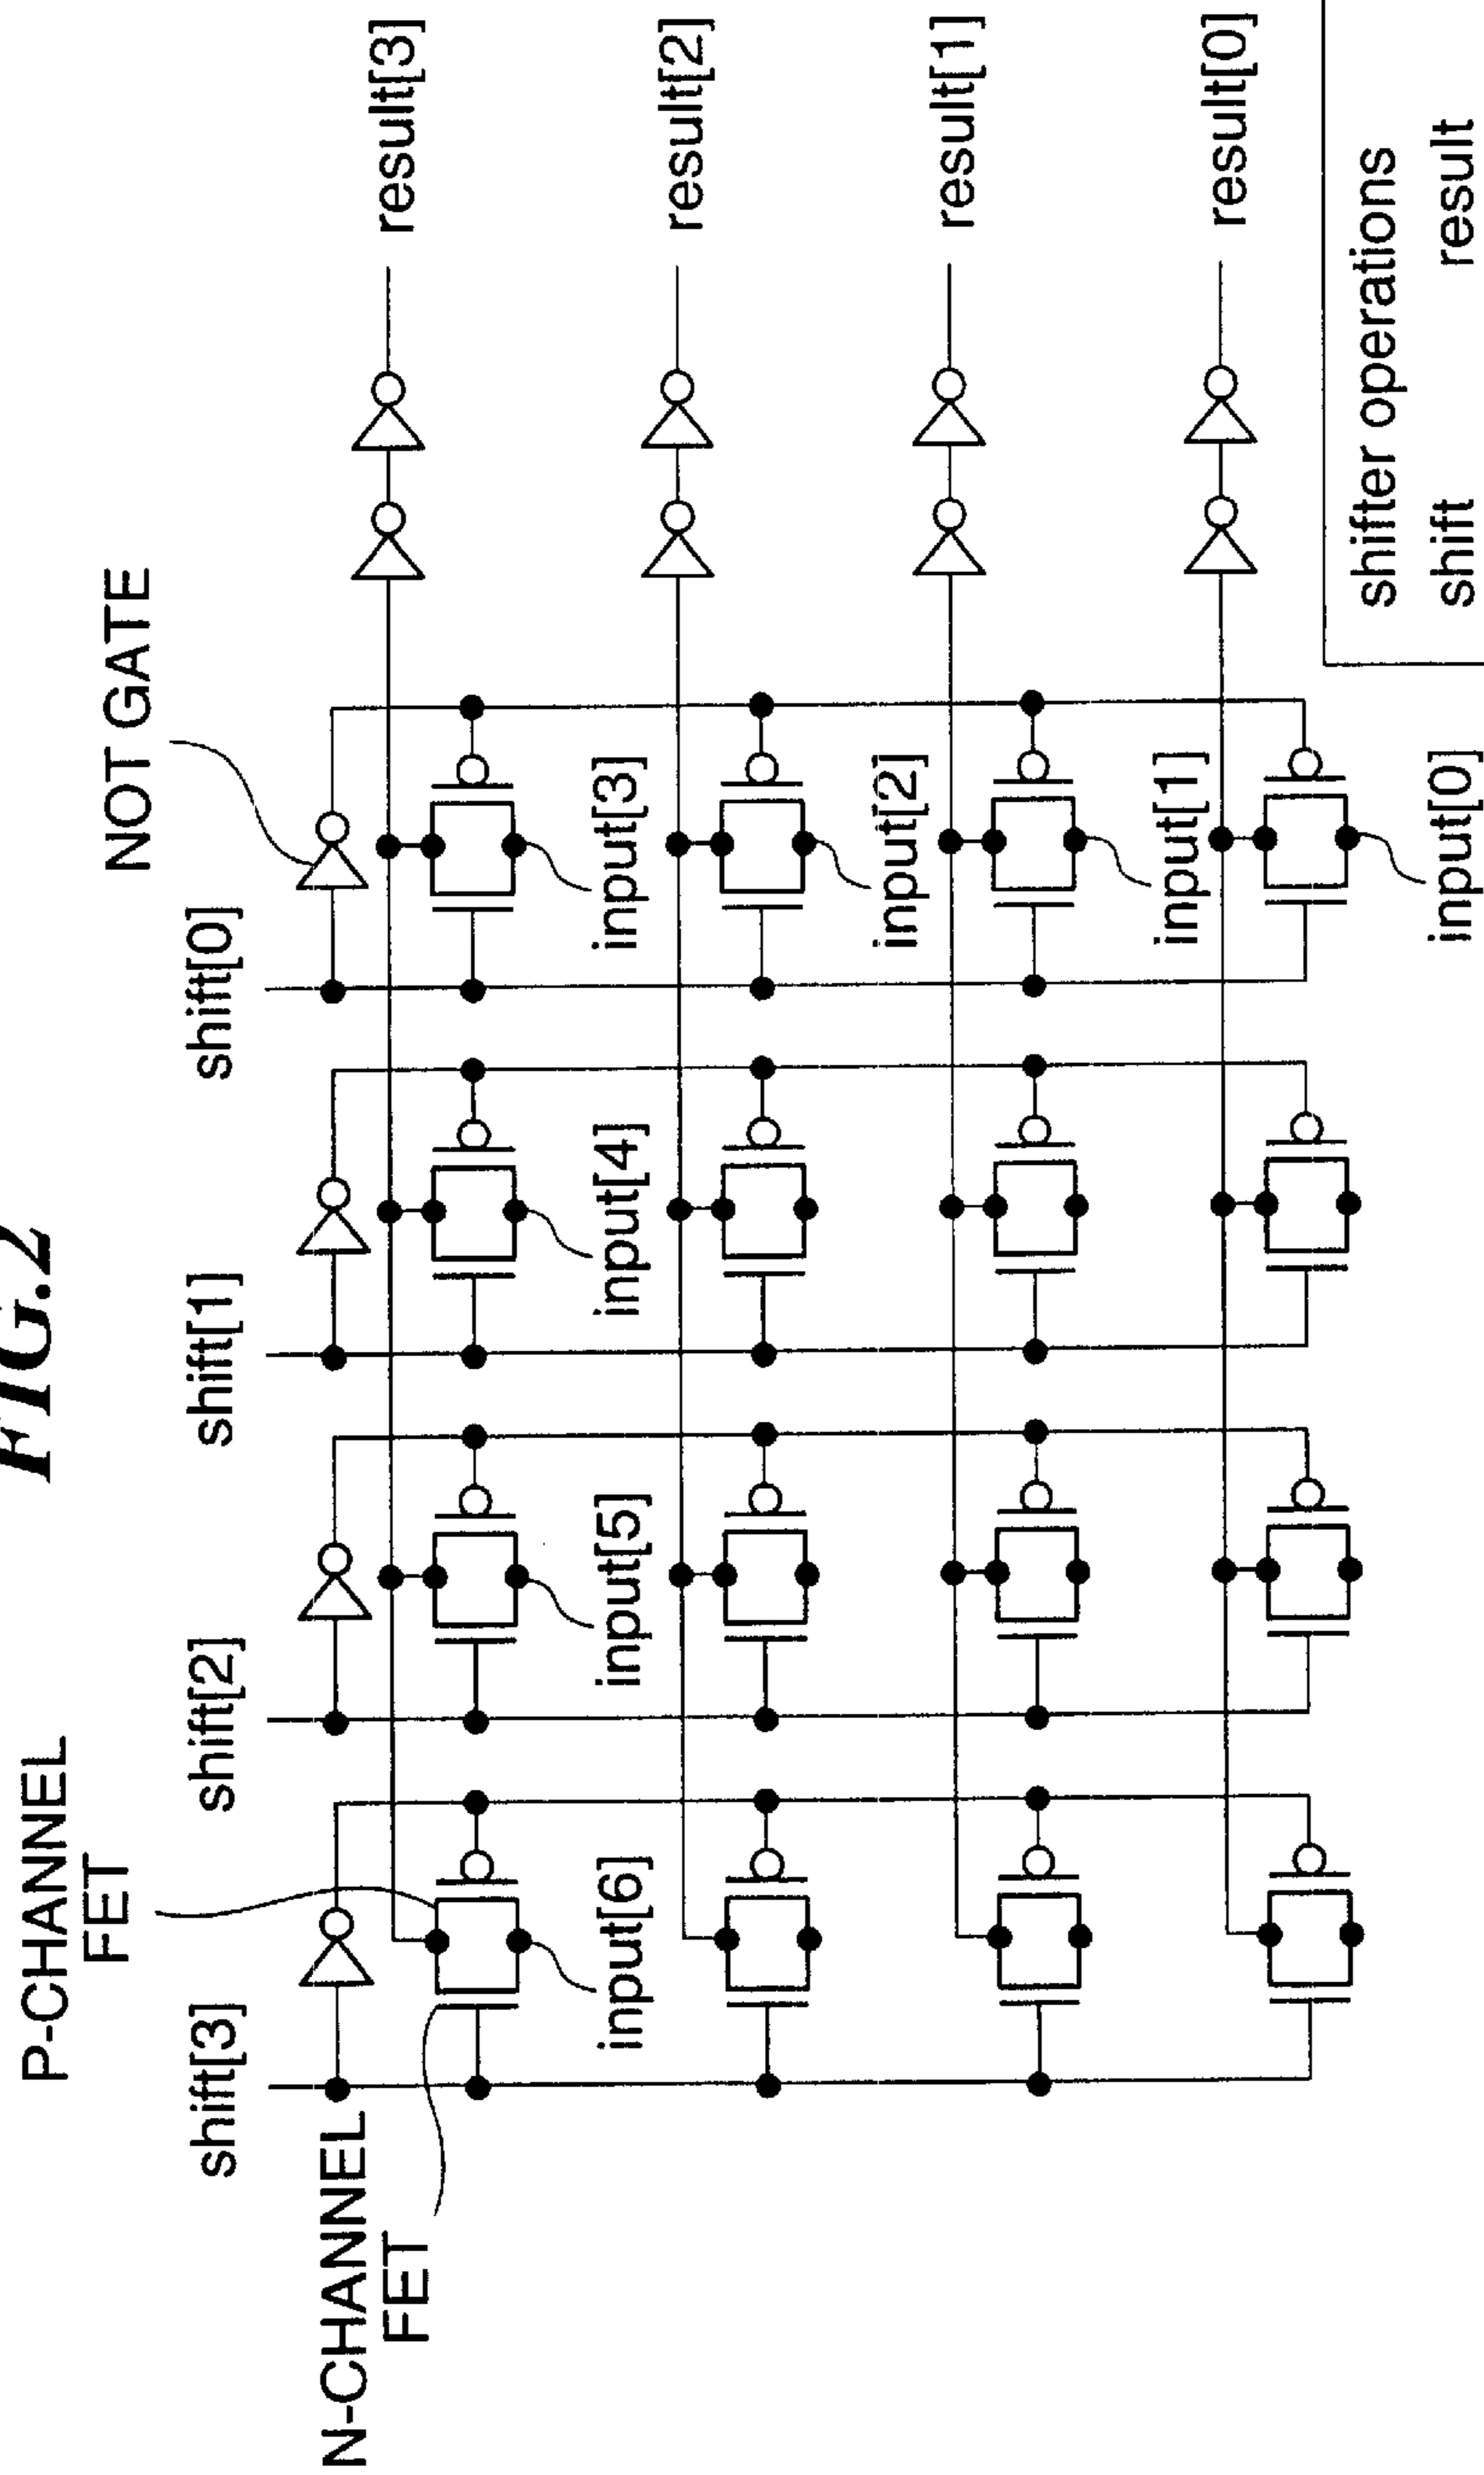 FIG.2
P-CHANNEL
FET
NOT GATE
N-CHANNEL
FET
shift[3]
shift[2]
shift[1]
shift[0]
result[3]
input[6]
input[5]
input[4]
input[3]
result[2]
input[2]
result[1]
input[1]
result[0]
input[0]
shifter operations
shift result